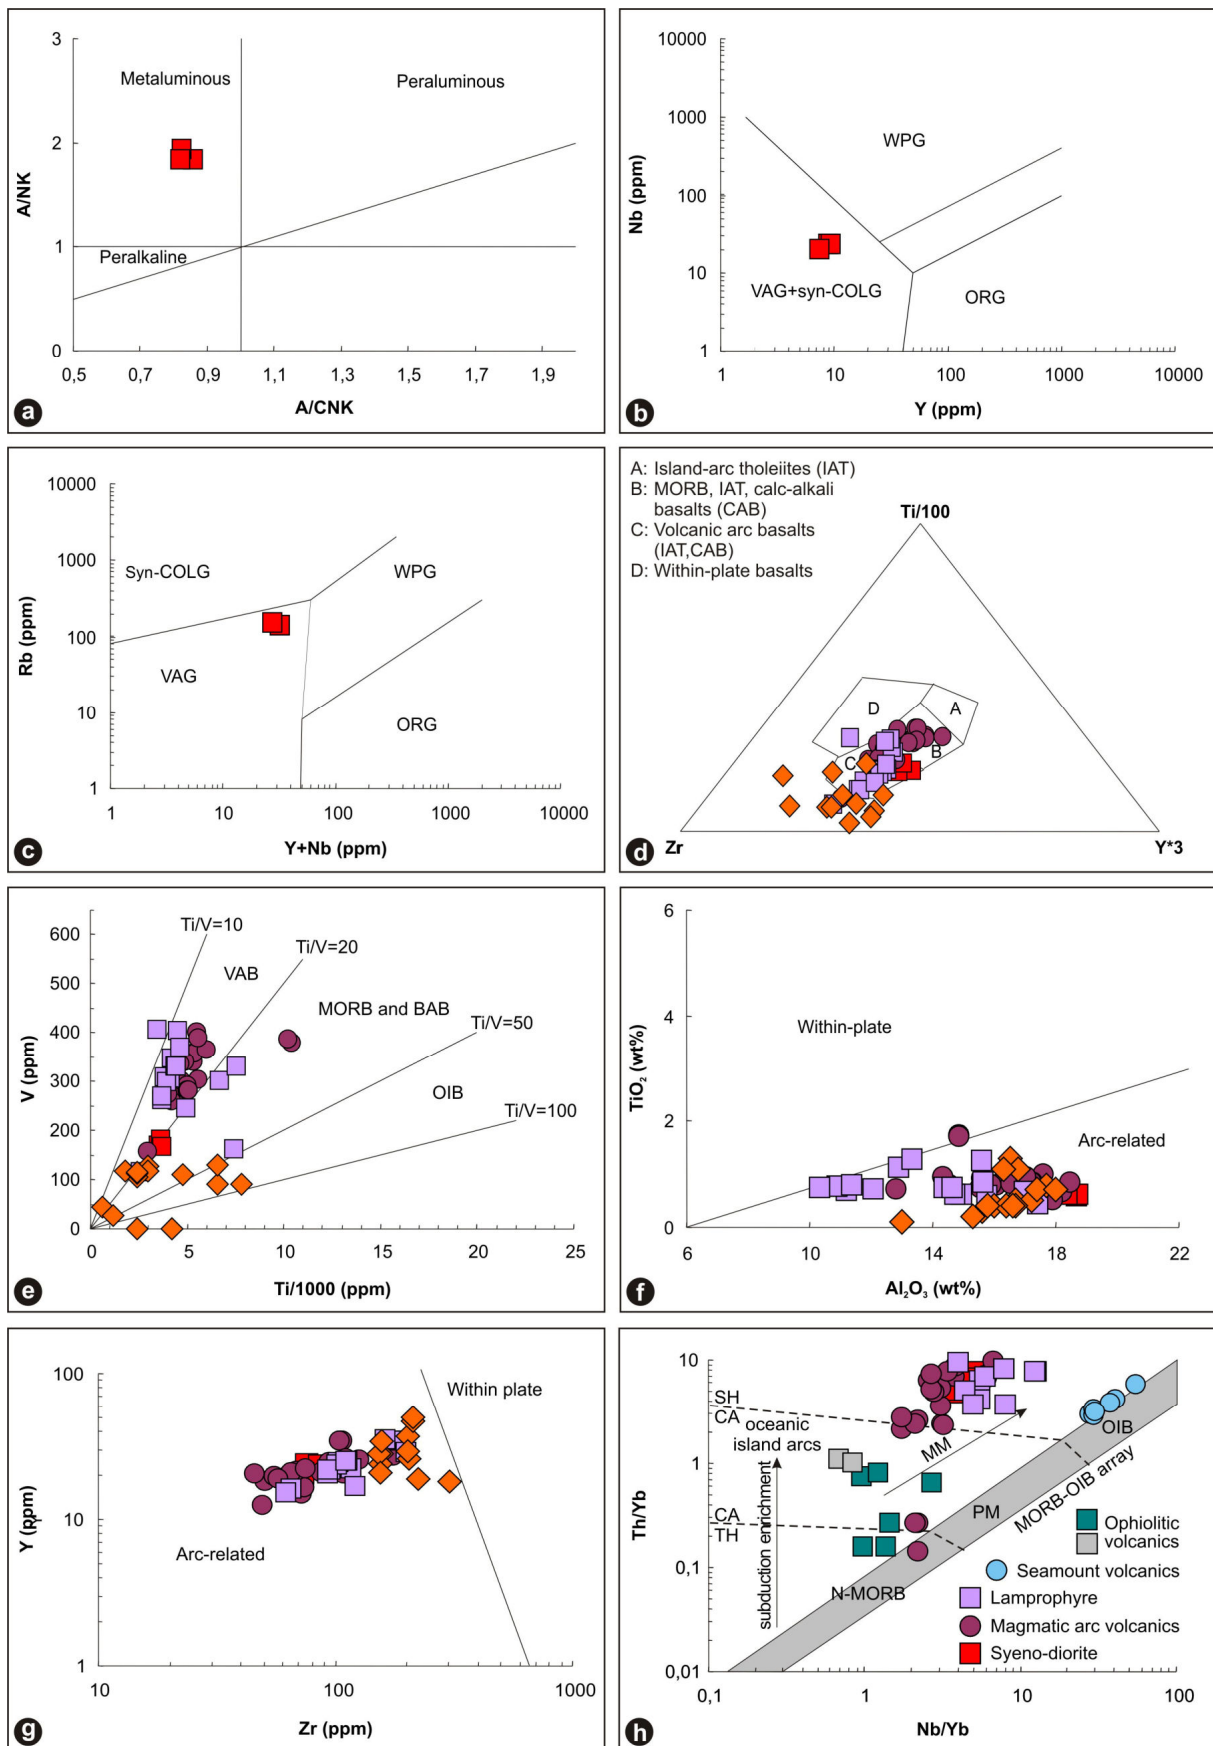 3
2
1
0
A/NK
Metaluminous
Peraluminous
Peralkaline
0,5 0,7 0,9 1,1 1,3 1,5 1,7 1,9
A/CNK
a
10000
1000
100
10
1
Nb (ppm)
WPG
VAG+syn-COLG
ORG
1 10 100 1000 10000
Y (ppm)
b
10000
1000
100
10
1
Rb (ppm)
Syn-COLG
WPG
VAG
ORG
1 10 100 1000 10000
Y+Nb (ppm)
c
A: Island-arc tholeiites (IAT)
B: MORB, IAT, calc-alkali
basalts (CAB)
C: Volcanic arc basalts
(IAT,CAB)
D: Within-plate basalts
Ti/100
D
A
B
C
Zr
Y*3
d
600
500
400
300
200
100
0
V (ppm)
Ti/V=10
Ti/V=20
VAB
MORB and BAB
Ti/V=50
OIB
Ti/V=100
0 5 10 15 20 25
Ti/1000 (ppm)
e
6
4
2
0
TiO₂ (wt%)
Within-plate
Arc-related
6 10 14 18 22
Al₂O₃ (wt%)
f
100
10
1
Y (ppm)
Within plate
Arc-related
10 100 1000
Zr (ppm)
g
10
1
0,1
0,01
Th/Yb
SH
CA
oceanic
island arcs
MM
OIB
CA
TH
PM
MORB-OIB array
N-MORB
subduction enrichment
Ophiolitic
volcanics
Seamount volcanics
Lamprophyre
Magmatic arc volcanics
Syeno-diorite
0,1 1 10 100
Nb/Yb
h